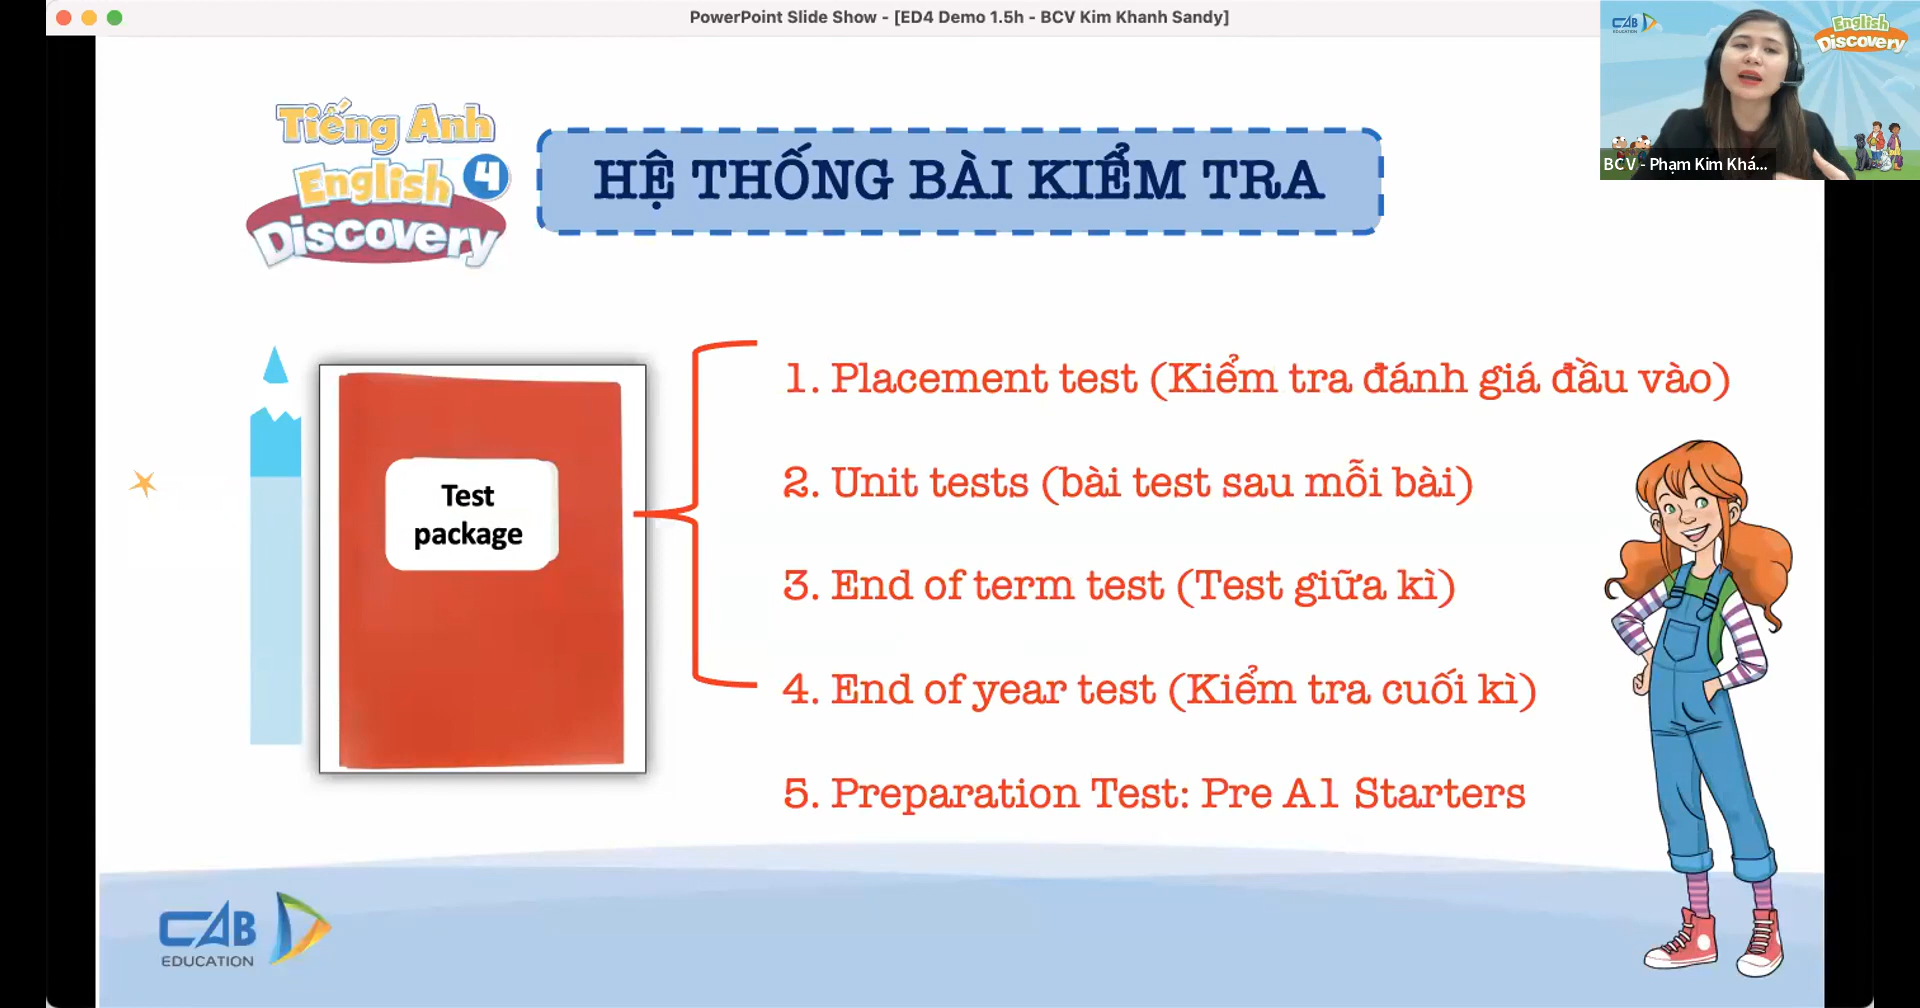 PowerPoint Slide Show - [ED4 Demo 1.5h - BCV Kim Khanh Sandy]
CAB
EDUCATION
English
Discovery
BCV - Phạm Kim Khá...
Tiếng Anh
English 4
Discovery
HỆ THỐNG BÀI KIỂM TRA
Test
package
1. Placement test (Kiểm tra đánh giá đầu vào)
2. Unit tests (bài test sau mỗi bài)
3. End of term test (Test giữa kì)
4. End of year test (Kiểm tra cuối kì)
5. Preparation Test: Pre A1 Starters
CAB
EDUCATION